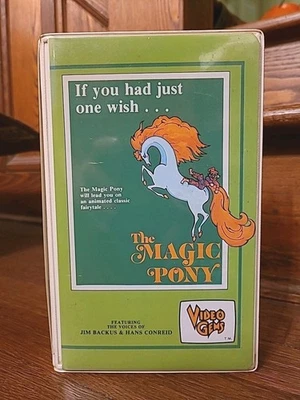 If you had just
one wish . . .
The Magic Pony
will lead you on
an animated classic
fairytale . . . .
The
MAGIC
PONY
FEATURING
THE VOICES OF
JIM BACKUS & HANS CONREID
VIDEO
GEMS
T.M.